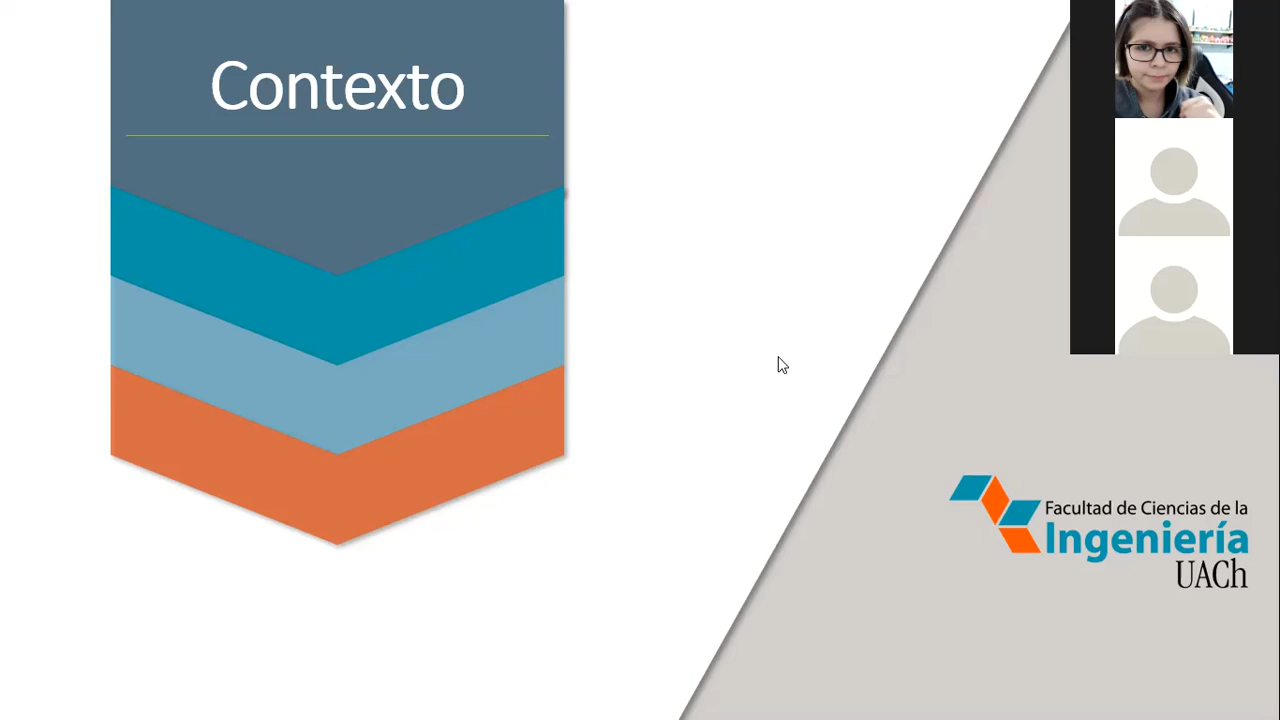 Contexto
Facultad de Ciencias de la
Ingeniería
UACh